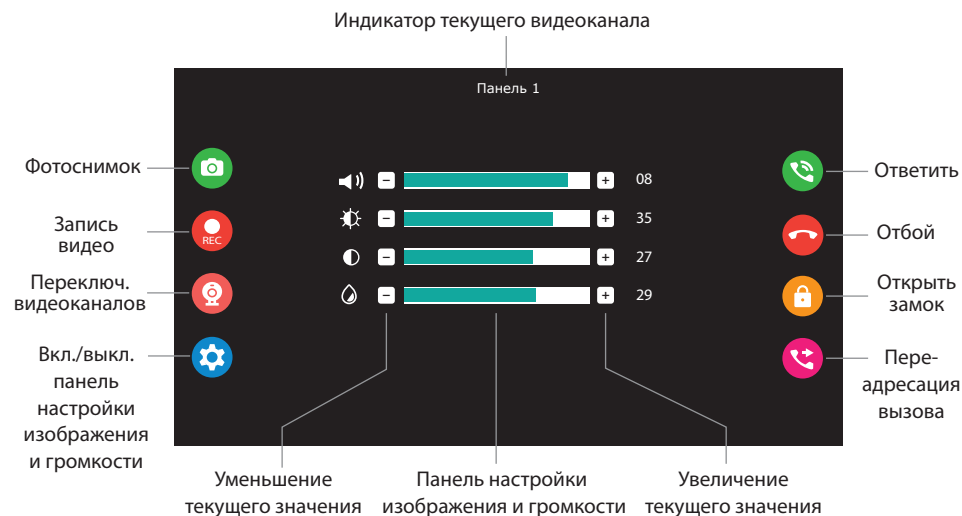 Индикатор текущего видеоканала
Панель 1
Фотоснимок
Запись
видео
REC
Переключ.
видеоканалов
Вкл./выкл.
панель
настройки
изображения
и громкости
08
35
27
29
Ответить
Отбой
Открыть
замок
Пере-
адресация
вызова
Уменьшение
текущего значения
Панель настройки
изображения и громкости
Увеличение
текущего значения